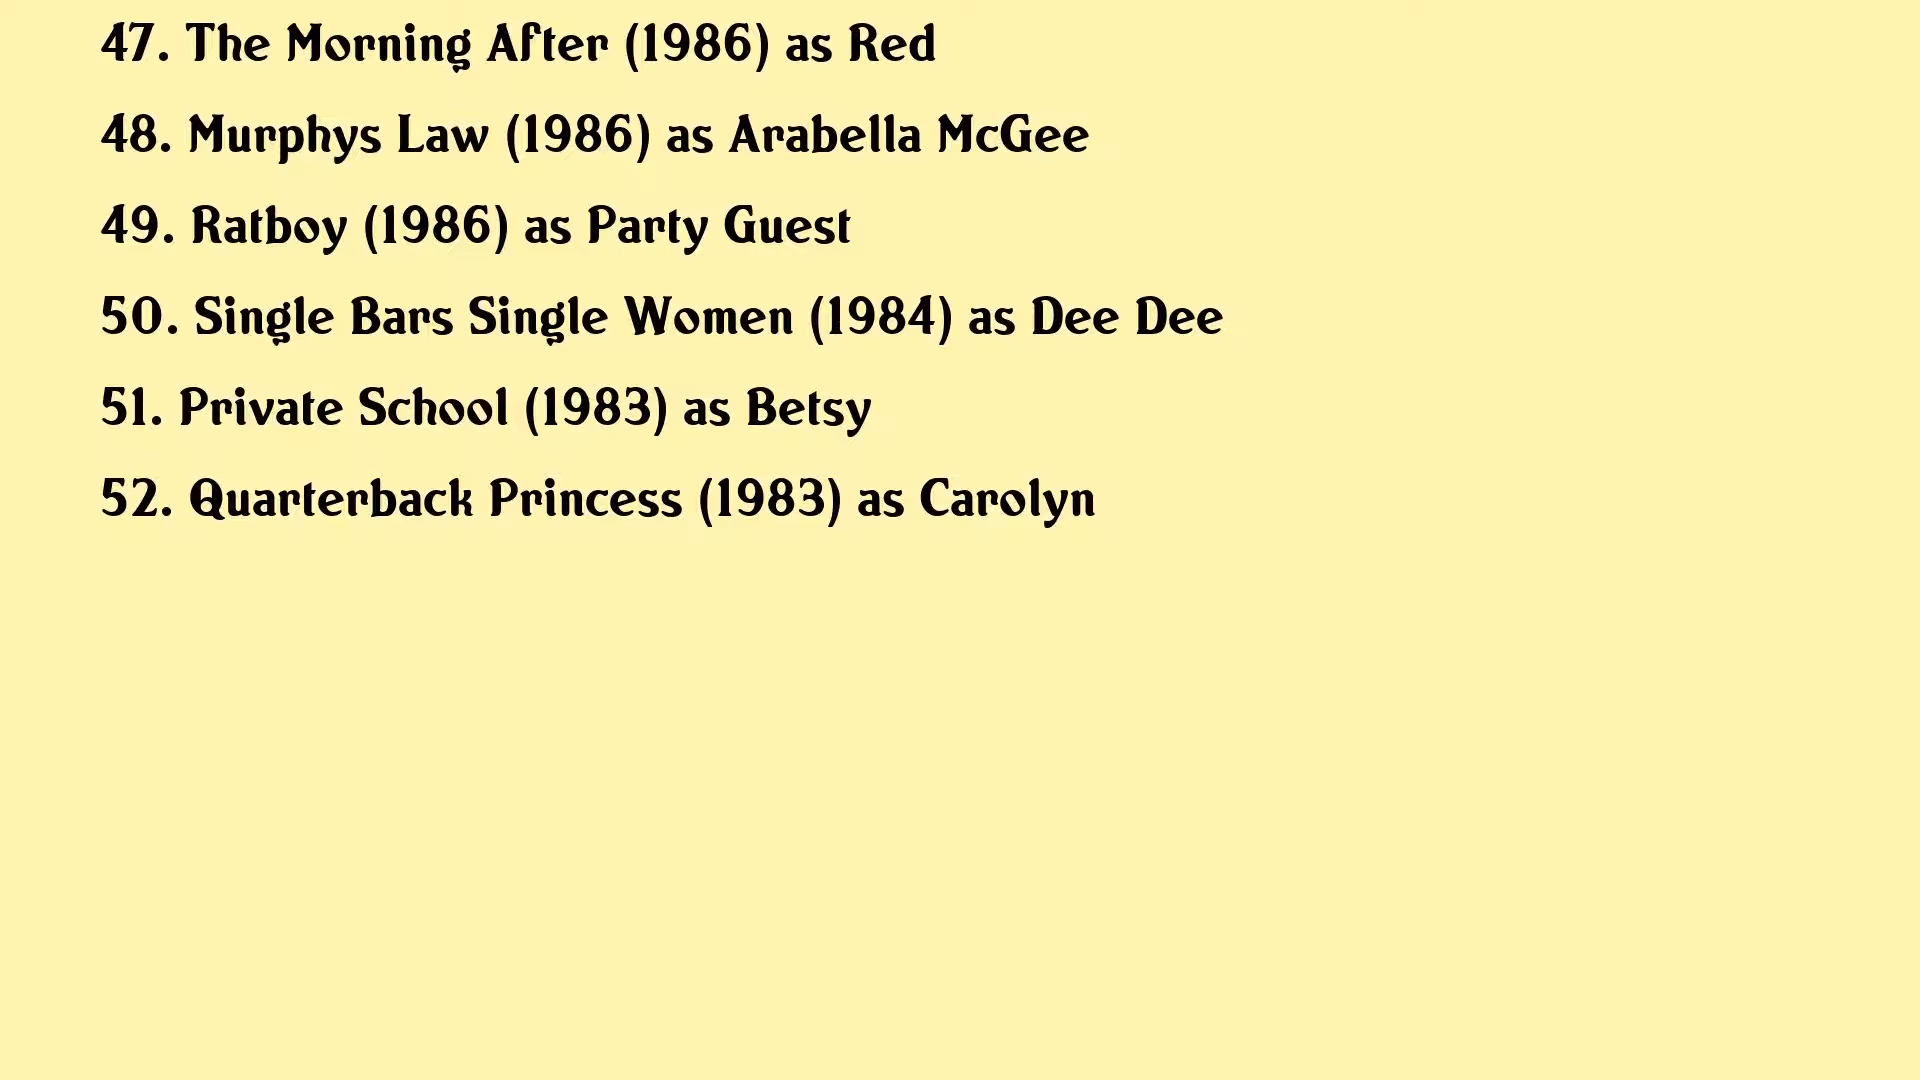 47. The Morning After (1986) as Red
48. Murphys Law (1986) as Arabella McGee
49. Ratboy (1986) as Party Guest
50. Single Bars Single Women (1984) as Dee Dee
51. Private School (1983) as Betsy
52. Quarterback Princess (1983) as Carolyn